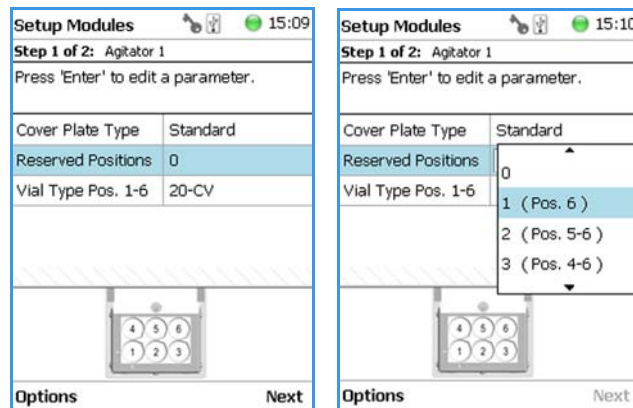 Setup Modules 15:09
Step 1 of 2: Agitator 1
Press 'Enter' to edit a parameter.
Cover Plate Type Standard
Reserved Positions 0
Vial Type Pos. 1-6 20-CV
4 5 6
1 2 3
Options Next
Setup Modules 15:10
Step 1 of 2: Agitator 1
Press 'Enter' to edit a parameter.
Cover Plate Type Standard
Reserved Positions
0
Vial Type Pos. 1-6
1 ( Pos. 6 )
2 ( Pos. 5-6 )
3 ( Pos. 4-6 )
4 5 6
1 2 3
Options Next